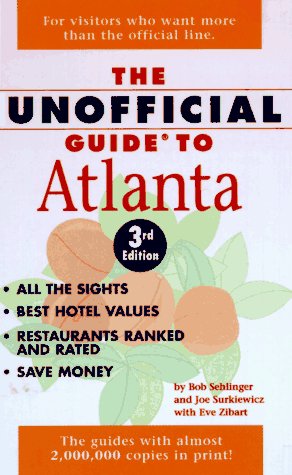 For visitors who want more
than the official line.
THE
UNOFFICIAL
GUIDE® TO
Atlanta
3rd
Edition
• ALL THE SIGHTS
• BEST HOTEL VALUES
• RESTAURANTS RANKED
AND RATED
• SAVE MONEY
by Bob Sehlinger
and Joe Surkiewicz
with Eve Zibart
The guides with almost
2,000,000 copies in print!